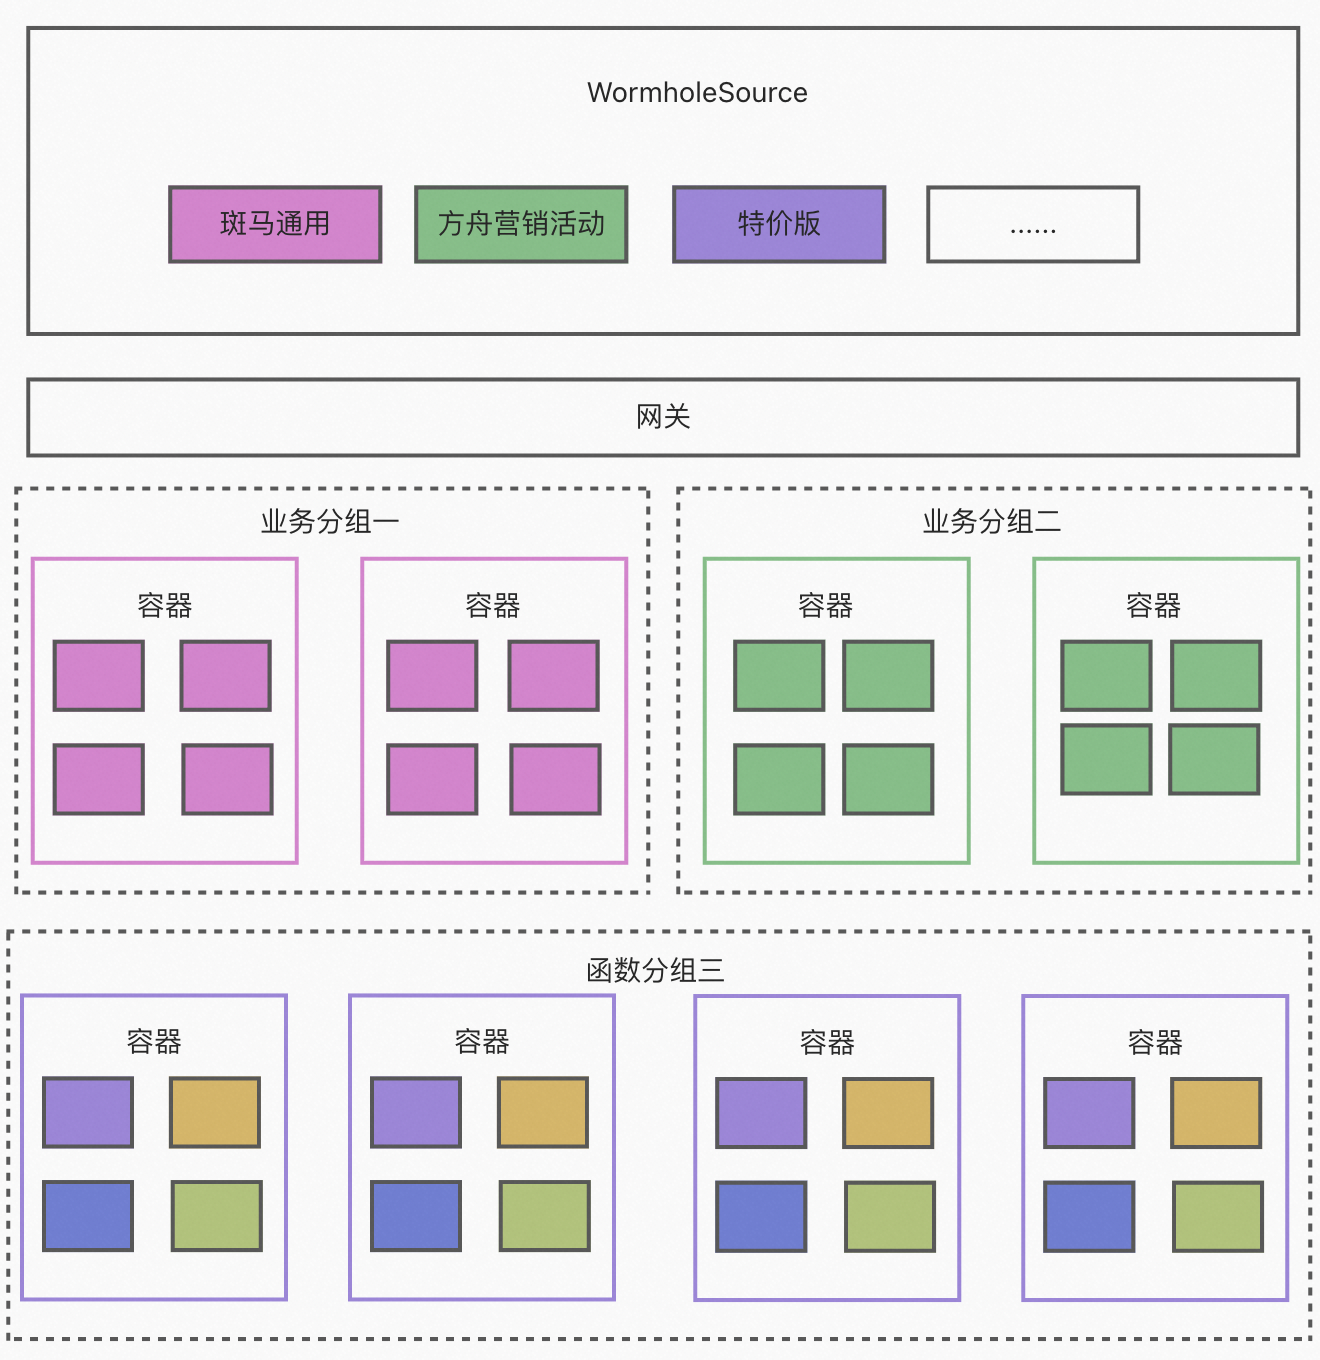 WormholeSource
斑马通用
方舟营销活动
特价版
......
网关
业务分组一
业务分组二
容器
容器
容器
容器
函数分组三
容器
容器
容器
容器